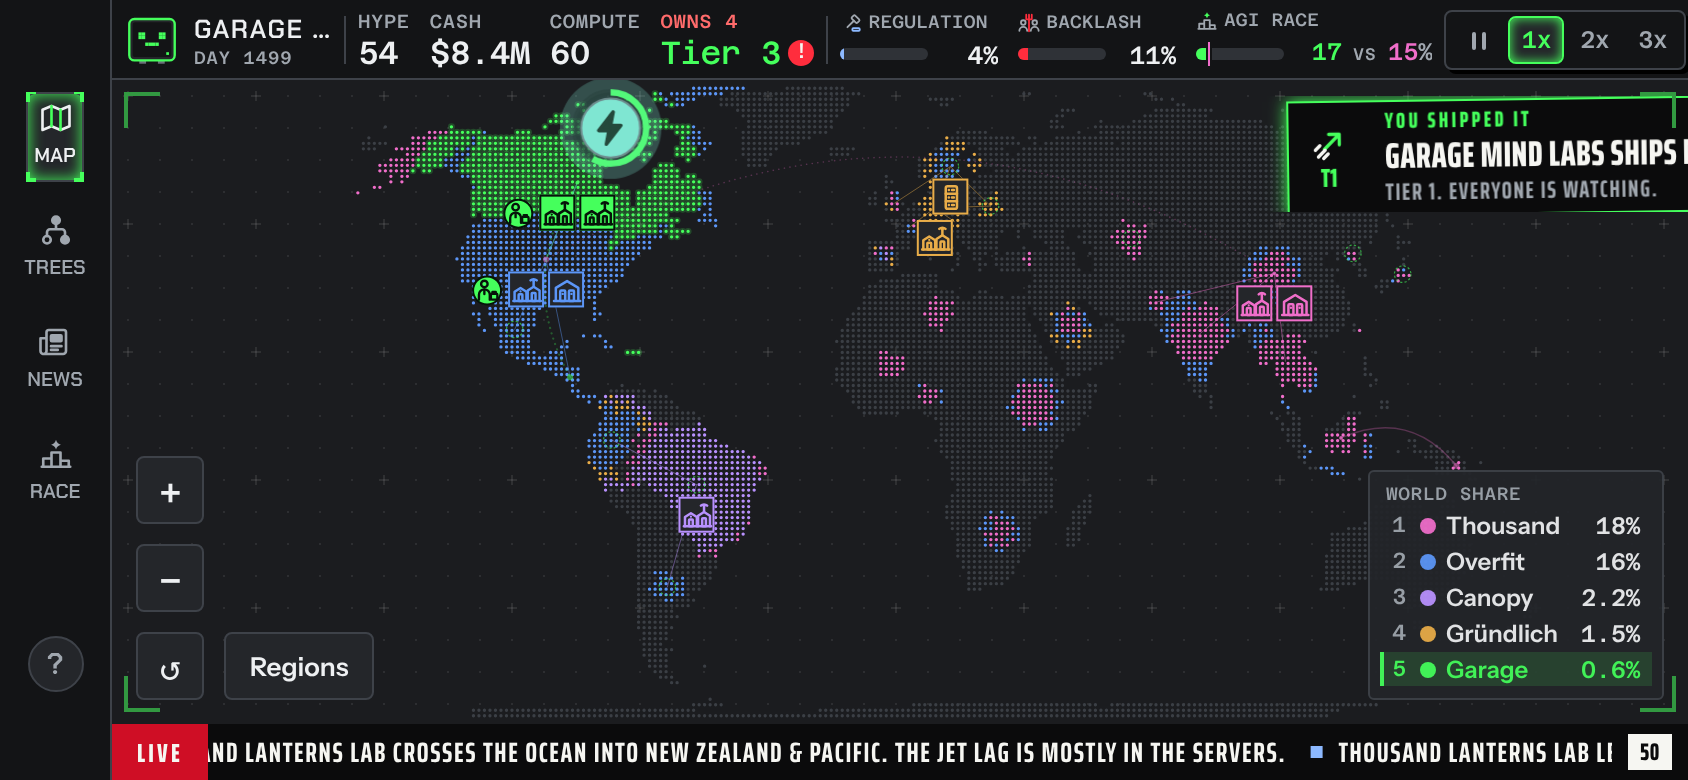 GARAGE ...
DAY 1499
HYPE
54
CASH
$8.4M
COMPUTE
60
OWNS 4
Tier 3
!
REGULATION
4%
BACKLASH
11%
AGI RACE
17 VS 15%
1x
2x
3x
MAP
TREES
NEWS
RACE
?
YOU SHIPPED IT
GARAGE MIND LABS SHIPS
T1
TIER 1. EVERYONE IS WATCHING.
+
−
↺
Regions
WORLD SHARE
1 Thousand 18%
2 Overfit 16%
3 Canopy 2.2%
4 Gründlich 1.5%
5 Garage 0.6%
LIVE
AND LANTERNS LAB CROSSES THE OCEAN INTO NEW ZEALAND & PACIFIC. THE JET LAG IS MOSTLY IN THE SERVERS.
THOUSAND LANTERNS LAB
50